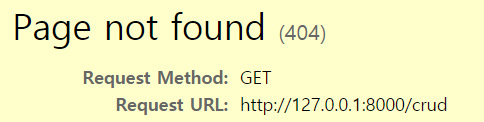 Page not found (404)
Request Method: GET
Request URL: http://127.0.0.1:8000/crud